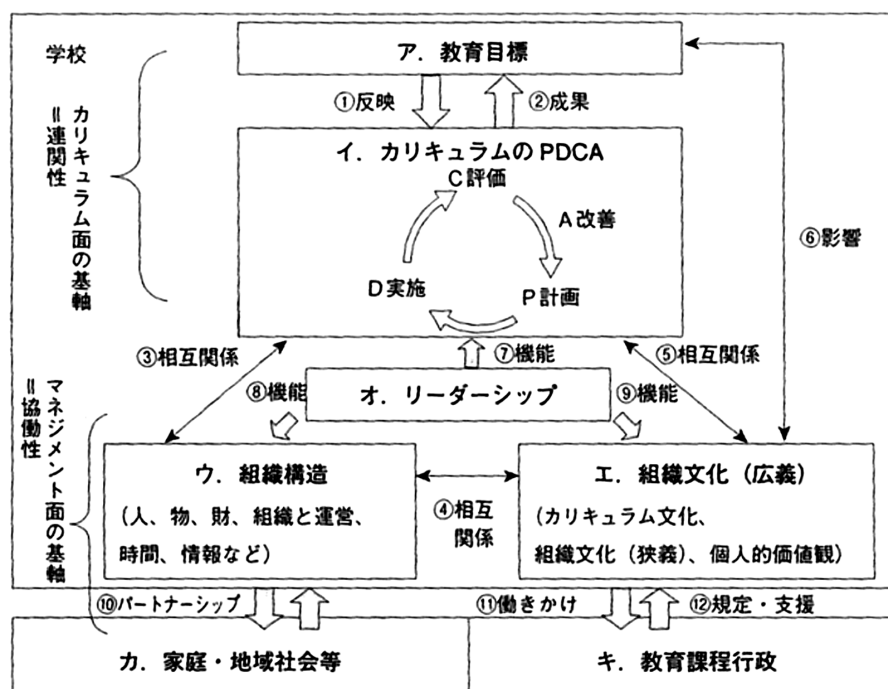 学校
ア．教育目標
①反映
②成果
カリキュラム面の基軸
＝連関性
イ．カリキュラムのPDCA
C評価
A改善
D実施
P計画
⑥影響
③相互関係
⑦機能
⑤相互関係
⑧機能
オ．リーダーシップ
⑨機能
マネジメント面の基軸
＝協働性
ウ．組織構造
（人、物、財、組織と運営、
時間、情報など）
④相互
関係
エ．組織文化（広義）
（カリキュラム文化、
組織文化（狭義）、個人的価値観）
⑩パートナーシップ
⑪働きかけ
⑫規定・支援
カ．家庭・地域社会等
キ．教育課程行政